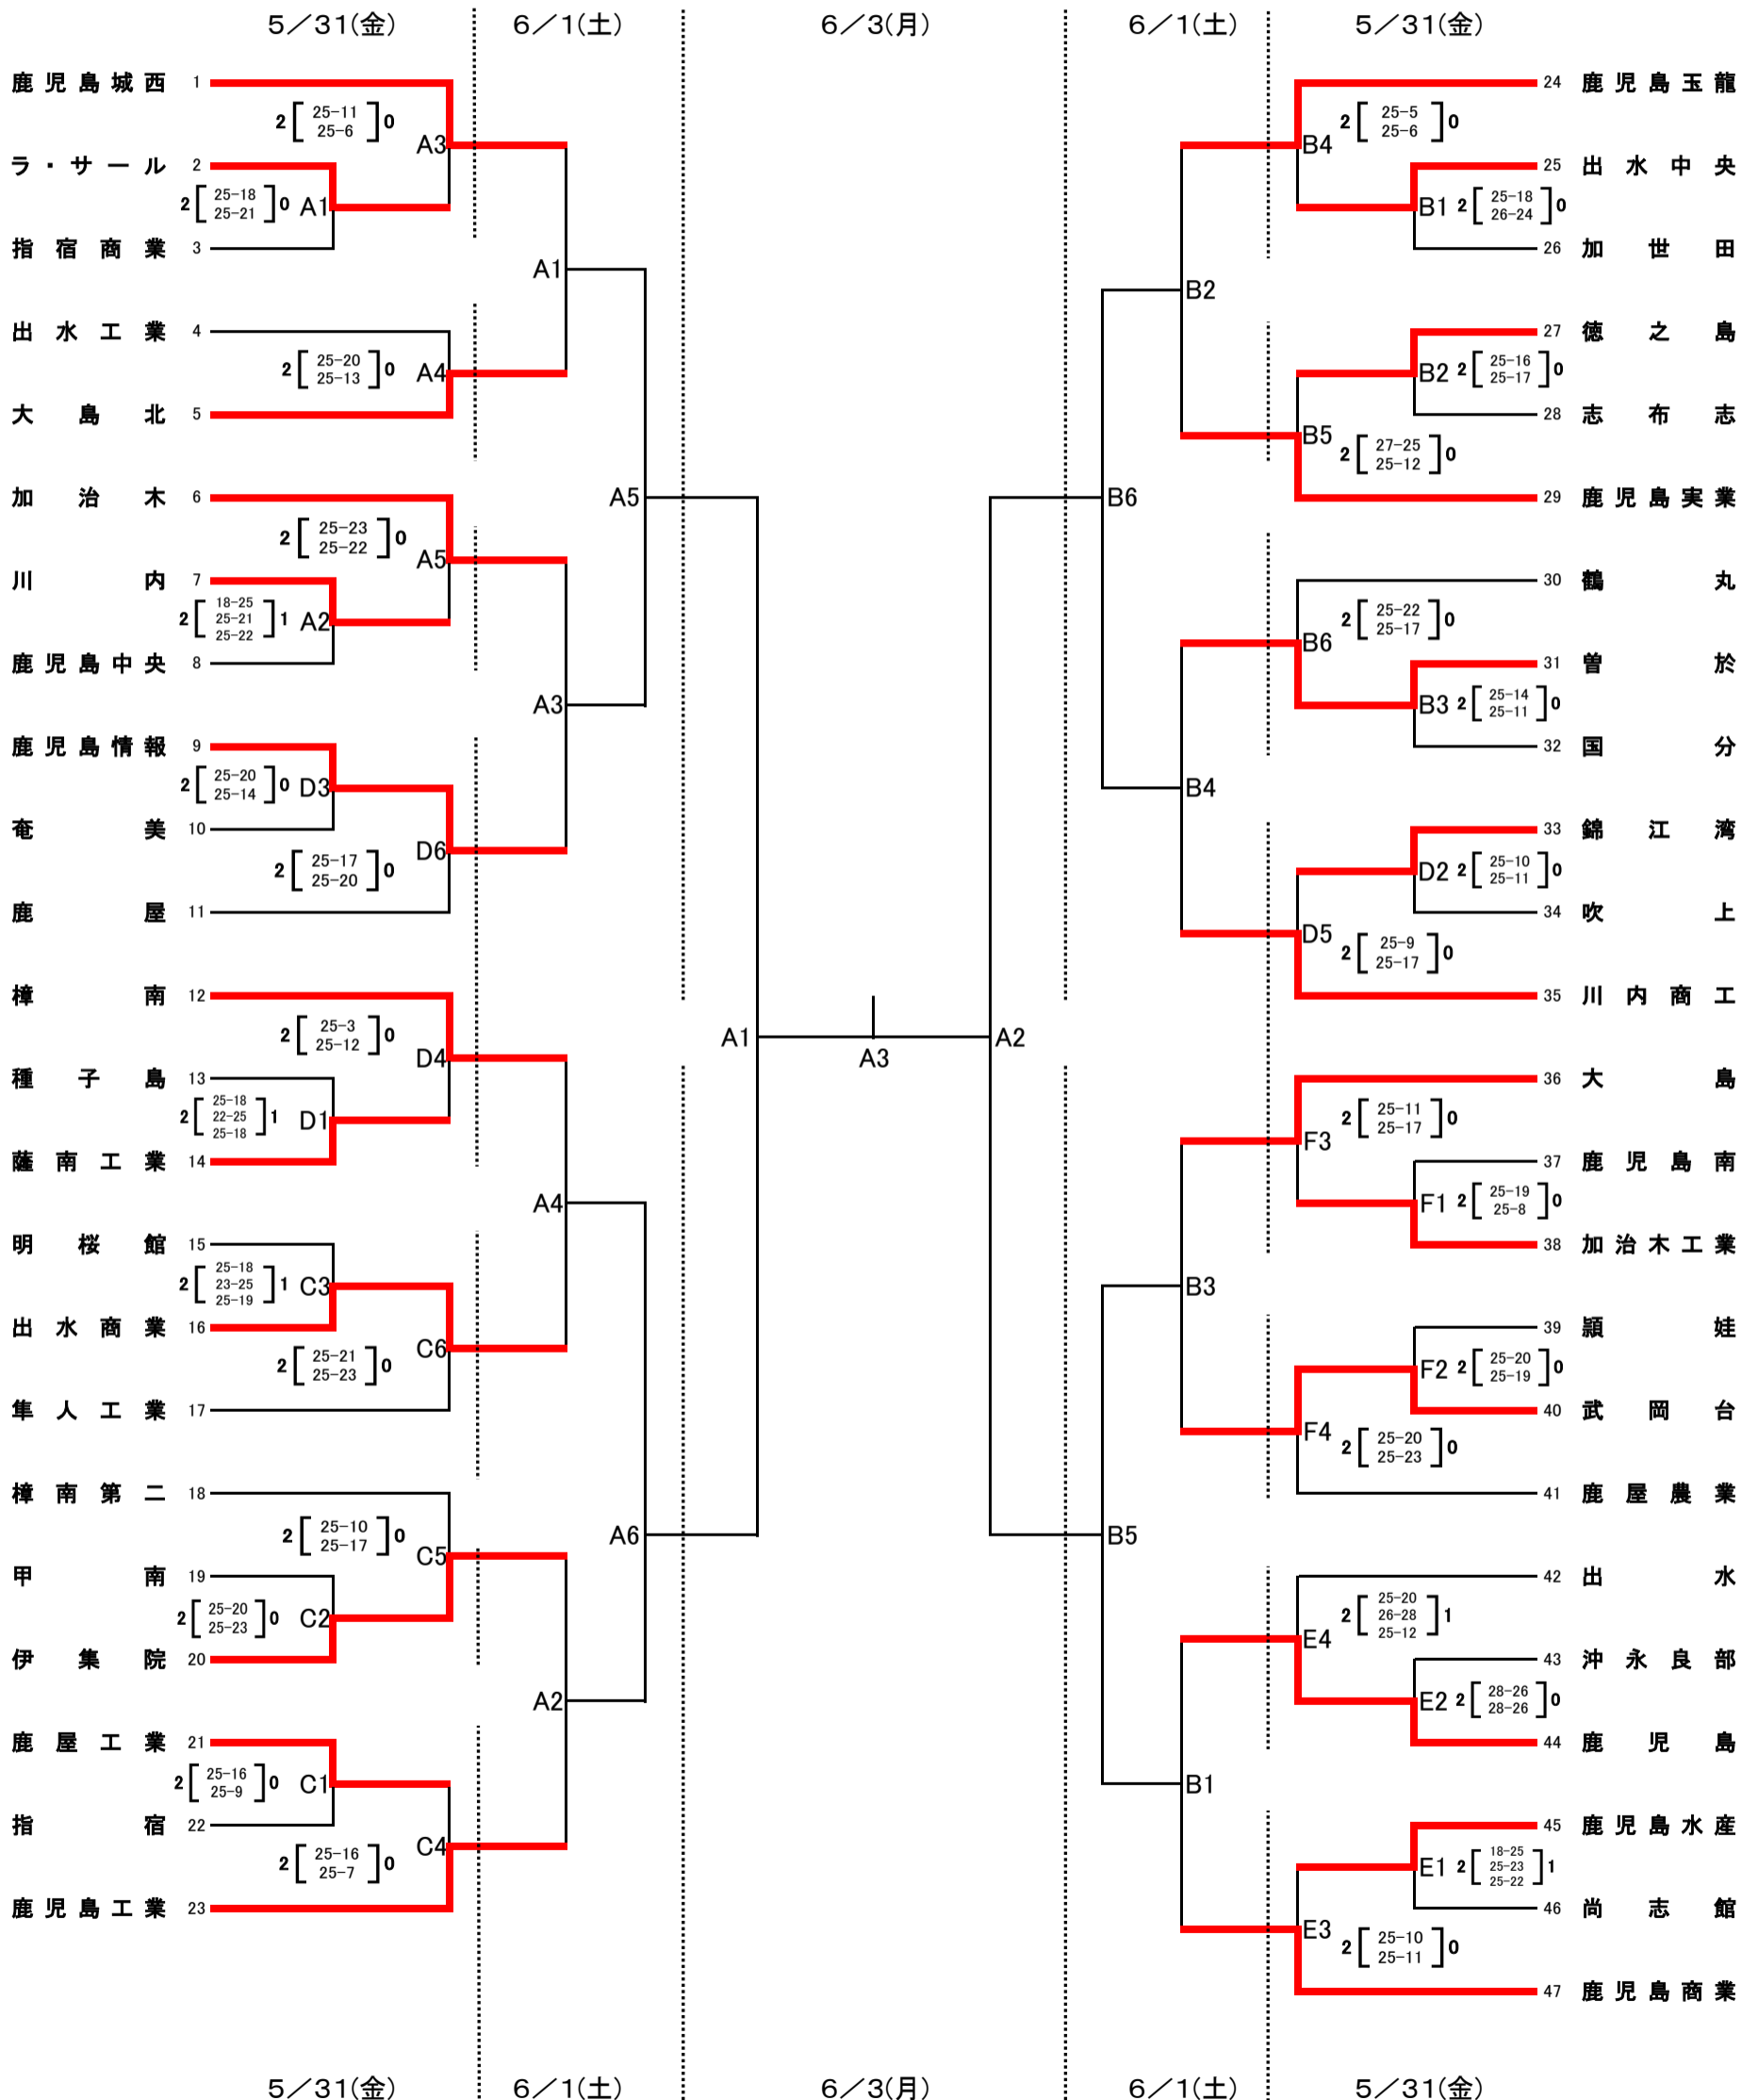 5／31(金) 6／1(土) 6／3(月) 6／1(土) 5／31(金)
鹿児島城西 1
2 [ 25-11 25-6 ] 0 A3
ラ・サール 2
2 [ 25-18 25-21 ] 0 A1
指宿商業 3
A1
出水工業 4
2 [ 25-20 25-13 ] 0 A4
大島北 5
加治木 6
A5
2 [ 25-23 25-22 ] 0 A5
川内 7
2 [ 18-25 25-21 25-22 ] 1 A2
鹿児島中央 8
A3
鹿児島情報 9
2 [ 25-20 25-14 ] 0 D3
奄美 10
2 [ 25-17 25-20 ] 0 D6
鹿屋 11
樟南 12
2 [ 25-3 25-12 ] 0 D4
種子島 13
2 [ 25-18 22-25 25-18 ] 1 D1
薩南工業 14
A4
明桜館 15
2 [ 25-18 23-25 25-19 ] 1 C3
出水商業 16
2 [ 25-21 25-23 ] 0 C6
隼人工業 17
樟南第二 18
2 [ 25-10 25-17 ] 0 C5
A6
甲南 19
2 [ 25-20 25-23 ] 0 C2
伊集院 20
A2
鹿屋工業 21
2 [ 25-16 25-9 ] 0 C1
指宿 22
2 [ 25-16 25-7 ] 0 C4
鹿児島工業 23
A1 A3 A2
24 鹿児島玉龍
B4 2 [ 25-5 25-6 ] 0
25 出水中央
B1 2 [ 25-18 26-24 ] 0
26 加世田
B2
27 徳之島
B2 2 [ 25-16 25-17 ] 0
28 志布志
B5 2 [ 27-25 25-12 ] 0
29 鹿児島実業
B6
30 鶴丸
B6 2 [ 25-22 25-17 ] 0
31 曽於
B3 2 [ 25-14 25-11 ] 0
32 国分
B4
33 錦江湾
D2 2 [ 25-10 25-11 ] 0
34 吹上
D5 2 [ 25-9 25-17 ] 0
35 川内商工
36 大島
F3 2 [ 25-11 25-17 ] 0
37 鹿児島南
F1 2 [ 25-19 25-8 ] 0
38 加治木工業
B3
39 頴娃
F2 2 [ 25-20 25-19 ] 0
40 武岡台
F4 2 [ 25-20 25-23 ] 0
41 鹿屋農業
B5
42 出水
E4 2 [ 25-20 26-28 25-12 ] 1
43 沖永良部
E2 2 [ 28-26 28-26 ] 0
44 鹿児島
B1
45 鹿児島水産
E1 2 [ 18-25 25-23 25-22 ] 1
46 尚志館
E3 2 [ 25-10 25-11 ] 0
47 鹿児島商業
5／31(金) 6／1(土) 6／3(月) 6／1(土) 5／31(金)